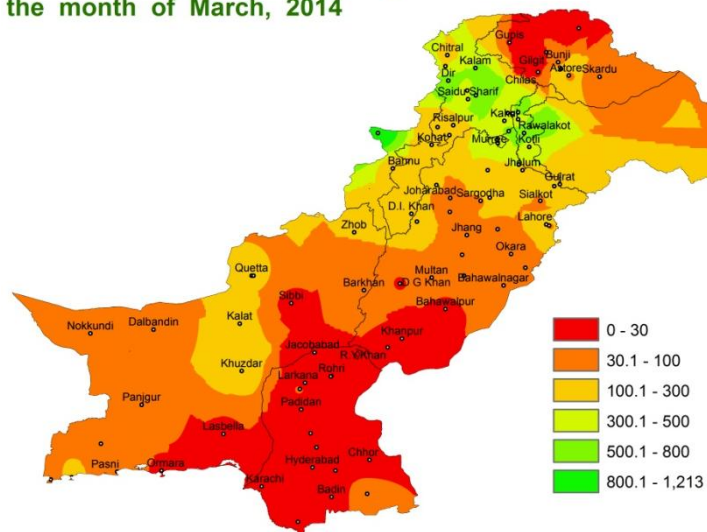 the month of March, 2014
Gupis
Chitral
Bunji
Kalam
Gilgit
Astore
Skardu
Dir
Chilas
Saidu Sharif
Risalpur
Kakul
Rawalakot
Kohat
Murree
Kotli
Bannu
Jhalum
Gujrat
Joharabad
Sargodha
Sialkot
D.I. Khan
Lahore
Zhob
Jhang
Okara
Quetta
Multan
Sibbi
Barkhan
D G Khan
Bahawalnagar
Bahawalpur
Nokkundi
Dalbandin
Kalat
Khanpur
0 - 30
Jacobabad
R.Y.Khan
30.1 - 100
Khuzdar
Rohri
Larkana
100.1 - 300
Panjgur
Padidan
300.1 - 500
Lasbella
500.1 - 800
Pasni
Ormara
Hyderabad
Chhor
800.1 - 1,213
Karachi
Badin